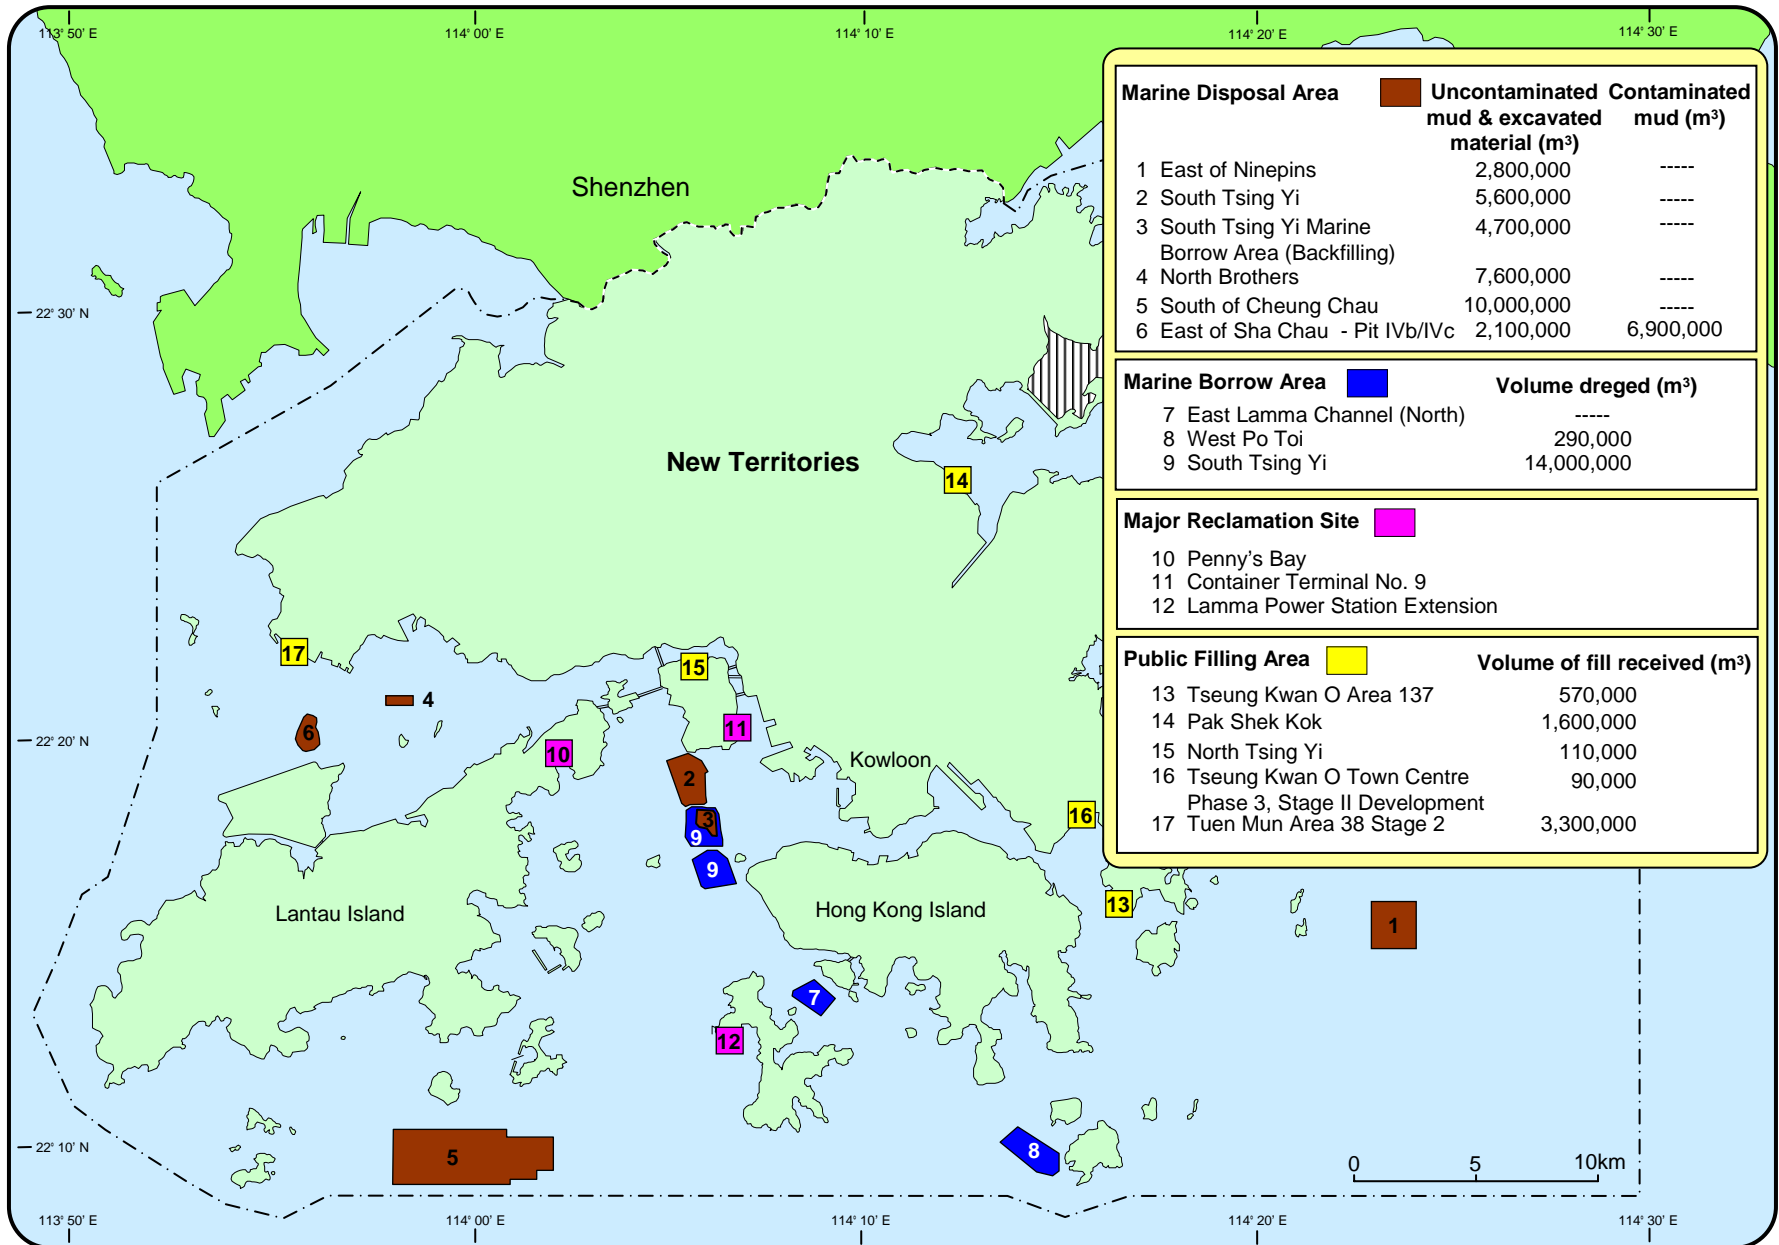 113° 50' E
114° 00' E
114° 10' E
114° 20' E
114° 30' E
Marine Disposal Area Uncontaminated Contaminated
mud & excavated mud (m³)
material (m³)
1 East of Ninepins 2,800,000 -----
2 South Tsing Yi 5,600,000 -----
3 South Tsing Yi Marine 4,700,000 -----
Borrow Area (Backfilling)
4 North Brothers 7,600,000 -----
5 South of Cheung Chau 10,000,000 -----
6 East of Sha Chau - Pit IVb/IVc 2,100,000 6,900,000
Marine Borrow Area Volume dreged (m³)
7 East Lamma Channel (North) -----
8 West Po Toi 290,000
9 South Tsing Yi 14,000,000
Major Reclamation Site
10 Penny's Bay
11 Container Terminal No. 9
12 Lamma Power Station Extension
Public Filling Area Volume of fill received (m³)
13 Tseung Kwan O Area 137 570,000
14 Pak Shek Kok 1,600,000
15 North Tsing Yi 110,000
16 Tseung Kwan O Town Centre 90,000
Phase 3, Stage II Development
17 Tuen Mun Area 38 Stage 2 3,300,000
Shenzhen
22° 30' N
New Territories
14
17
15
4
6
11
22° 20' N
10
Kowloon
2
16
3
9
9
Lantau Island
Hong Kong Island
13
1
7
12
22° 10' N
5
8
0 5 10km
113° 50' E
114° 00' E
114° 10' E
114° 20' E
114° 30' E